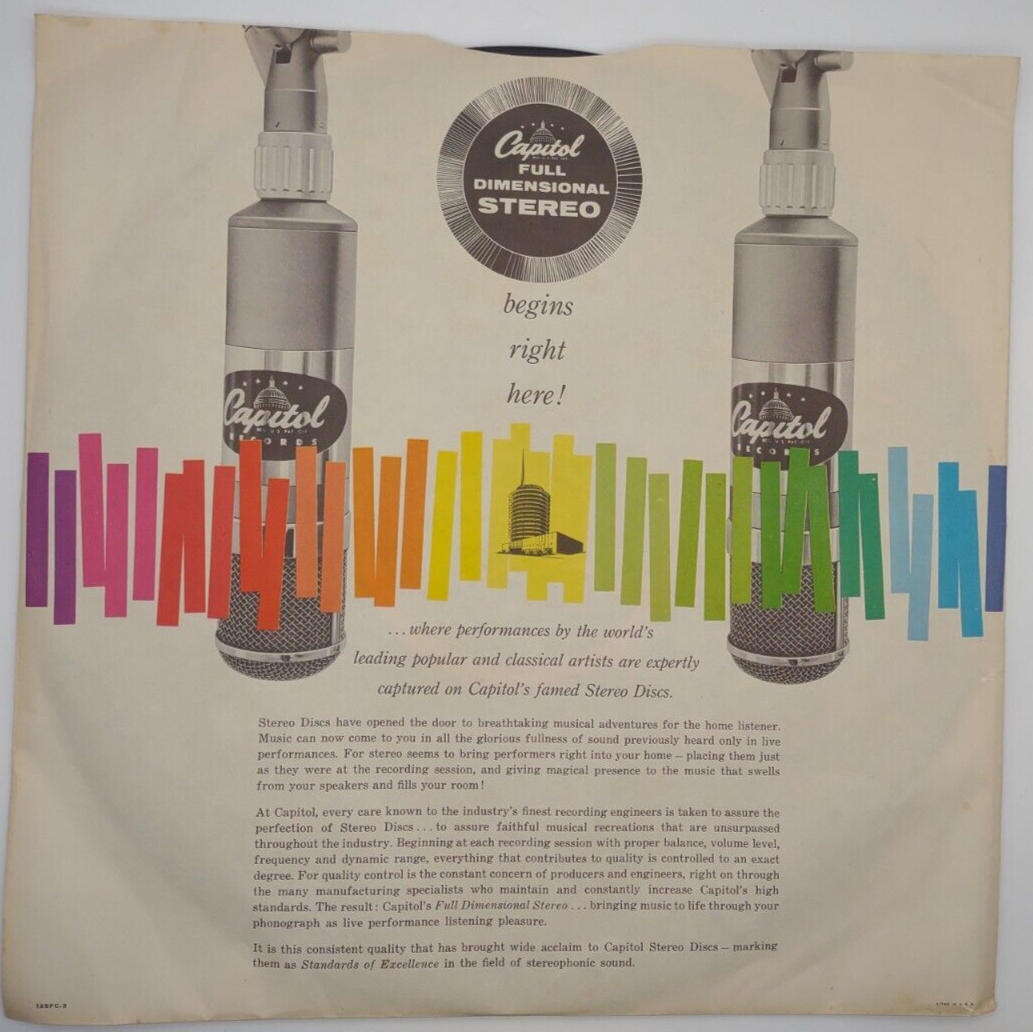 Capitol
FULL
DIMENSIONAL
STEREO
begins
right
here!
Capitol
RECORDS
Capitol
RECORDS
...where performances by the world's
leading popular and classical artists are expertly
captured on Capitol's famed Stereo Discs.
Stereo Discs have opened the door to breathtaking musical adventures for the home listener.
Music can now come to you in all the glorious fullness of sound previously heard only in live
performances. For stereo seems to bring performers right into your home – placing them just
as they were at the recording session, and giving magical presence to the music that swells
from your speakers and fills your room!
At Capitol, every care known to the industry's finest recording engineers is taken to assure the
perfection of Stereo Discs...to assure faithful musical recreations that are unsurpassed
throughout the industry. Beginning at each recording session with proper balance, volume level,
frequency and dynamic range, everything that contributes to quality is controlled to an exact
degree. For quality control is the constant concern of producers and engineers, right on through
the many manufacturing specialists who maintain and constantly increase Capitol's high
standards. The result: Capitol's Full Dimensional Stereo... bringing music to life through your
phonograph as live performance listening pleasure.
It is this consistent quality that has brought wide acclaim to Capitol Stereo Discs – marking
them as Standards of Excellence in the field of stereophonic sound.